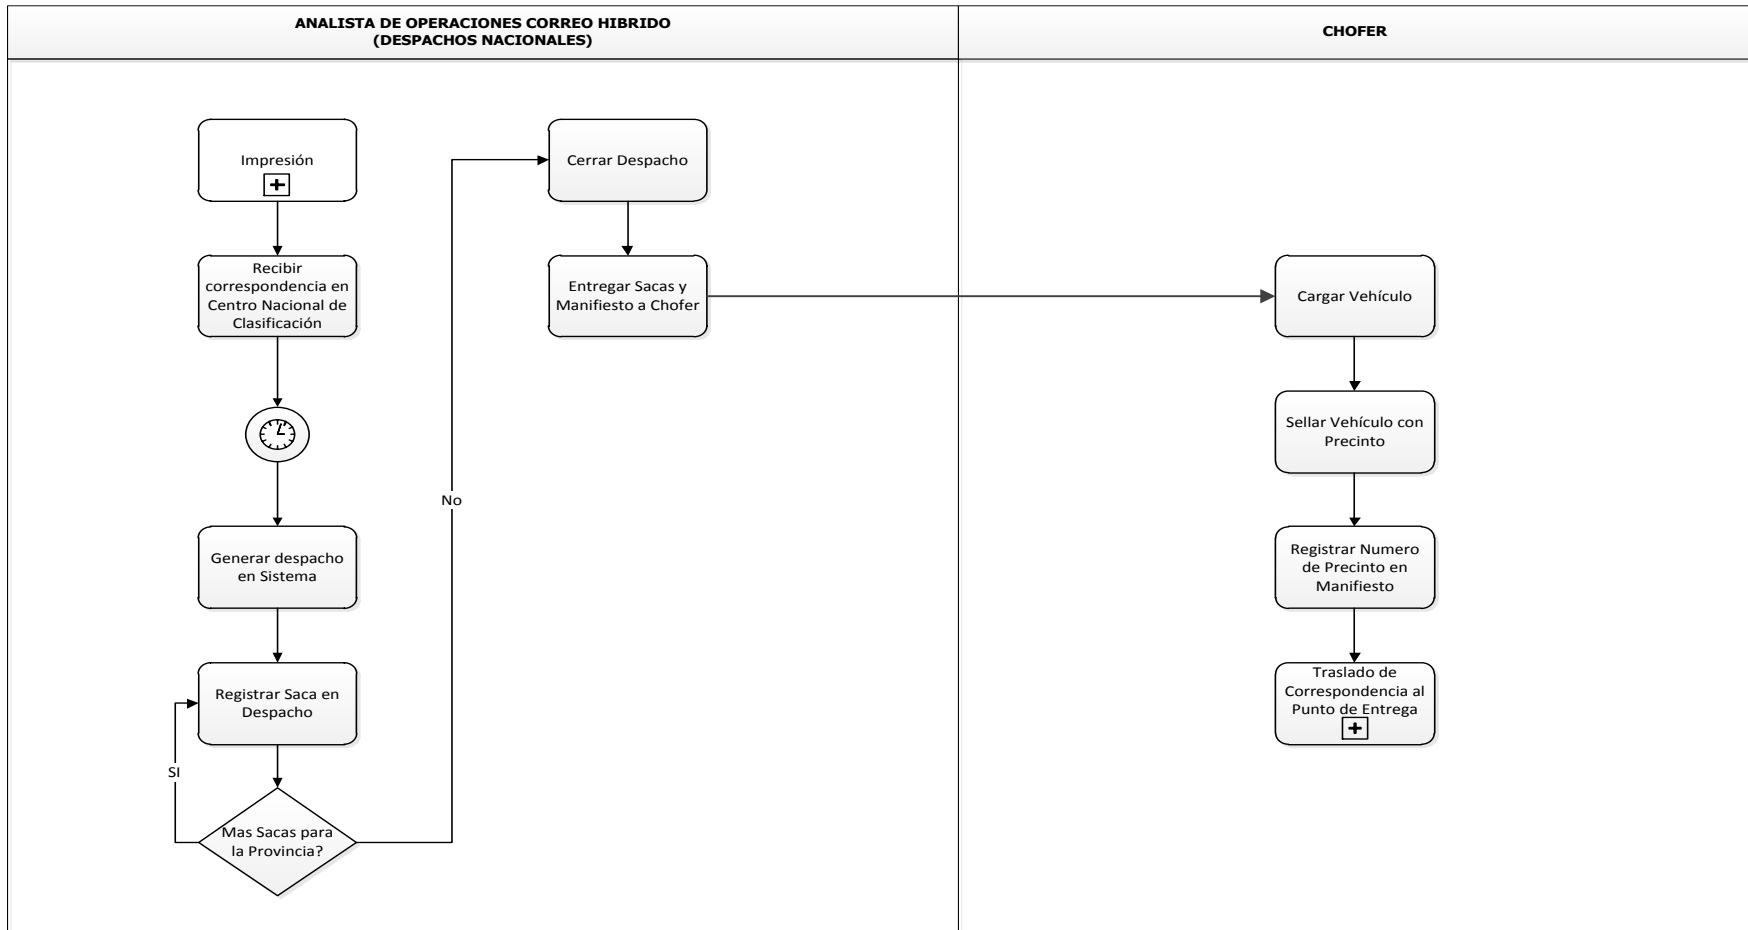 ANALISTA DE OPERACIONES CORREO HIBRIDO
(DESPACHOS NACIONALES)
CHOFER
Impresión
Recibir
correspondencia en
Centro Nacional de
Clasificación
Generar despacho
en Sistema
Registrar Saca en
Despacho
SI
Mas Sacas para
la Provincia?
No
Cerrar Despacho
Entregar Sacas y
Manifiesto a Chofer
Cargar Vehículo
Sellar Vehículo con
Precinto
Registrar Numero
de Precinto en
Manifiesto
Traslado de
Correspondencia al
Punto de Entrega